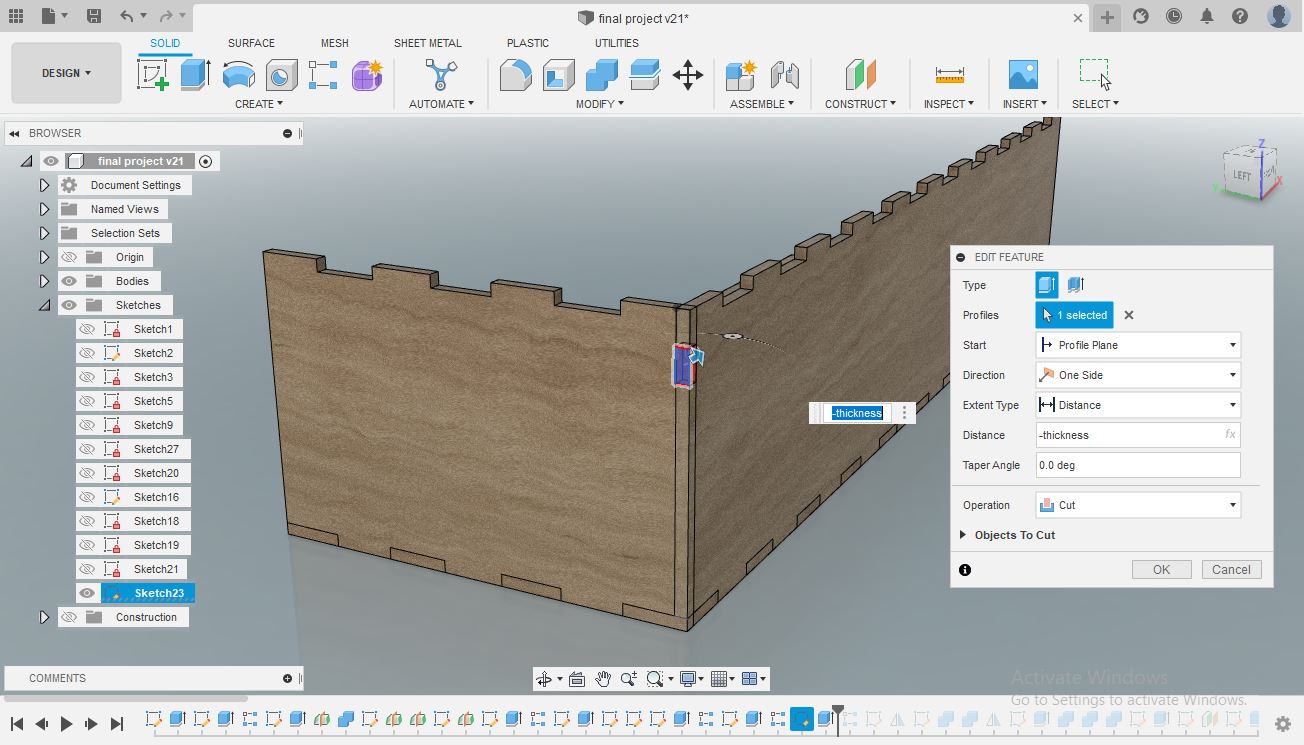 final project v21*
DESIGN
SOLID
SURFACE
MESH
SHEET METAL
PLASTIC
UTILITIES
CREATE
AUTOMATE
MODIFY
ASSEMBLE
CONSTRUCT
INSPECT
INSERT
SELECT
BROWSER
final project v21
Document Settings
Named Views
Selection Sets
Origin
Bodies
Sketches
Sketch1
Sketch2
Sketch3
Sketch5
Sketch9
Sketch27
Sketch20
Sketch16
Sketch18
Sketch19
Sketch21
Sketch23
Construction
Z
LEFT
Y
X
-thickness
EDIT FEATURE
Type
Profiles 1 selected
Start Profile Plane
Direction One Side
Extent Type Distance
Distance -thickness fx
Taper Angle 0.0 deg
Operation Cut
Objects To Cut
OK Cancel
COMMENTS
Activate Windows
Go to Settings to activate Windows.